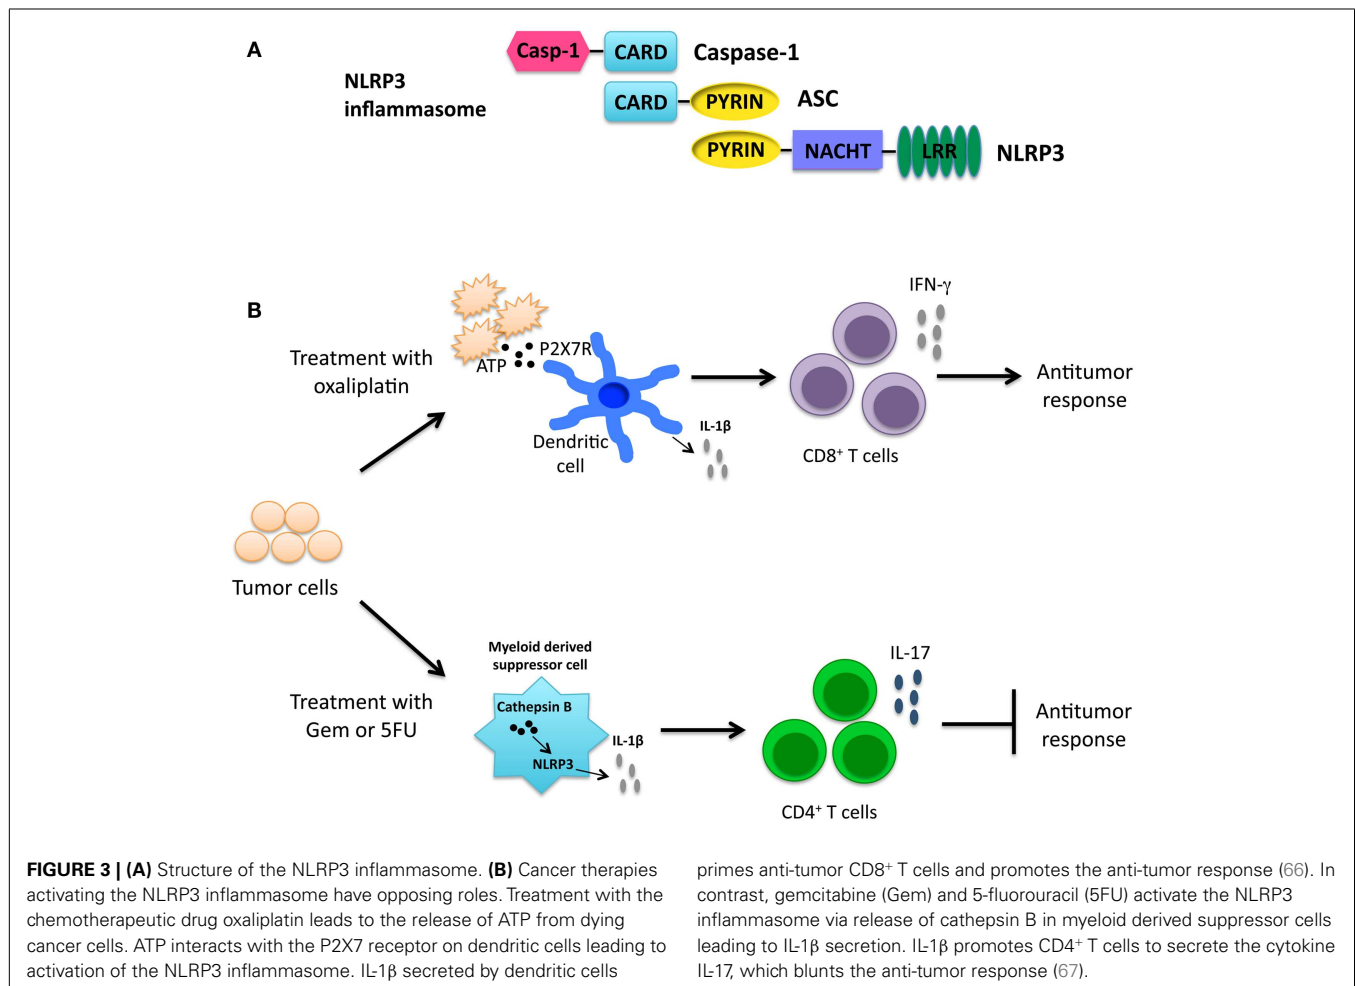 A
NLRP3
inflammasome
Casp-1 CARD Caspase-1
CARD PYRIN ASC
PYRIN NACHT LRR NLRP3
B
Treatment with
oxaliplatin
ATP
P2X7R
Dendritic
cell
IL-1β
CD8⁺ T cells
IFN-γ
Antitumor
response
Tumor cells
Treatment with
Gem or 5FU
Myeloid derived
suppressor cell
Cathepsin B
NLRP3
IL-1β
CD4⁺ T cells
IL-17
Antitumor
response
FIGURE 3 | (A) Structure of the NLRP3 inflammasome. (B) Cancer therapies
activating the NLRP3 inflammasome have opposing roles. Treatment with the
chemotherapeutic drug oxaliplatin leads to the release of ATP from dying
cancer cells. ATP interacts with the P2X7 receptor on dendritic cells leading to
activation of the NLRP3 inflammasome. IL-1β secreted by dendritic cells
primes anti-tumor CD8⁺ T cells and promotes the anti-tumor response (66). In
contrast, gemcitabine (Gem) and 5-fluorouracil (5FU) activate the NLRP3
inflammasome via release of cathepsin B in myeloid derived suppressor cells
leading to IL-1β secretion. IL-1β promotes CD4⁺ T cells to secrete the cytokine
IL-17, which blunts the anti-tumor response (67).